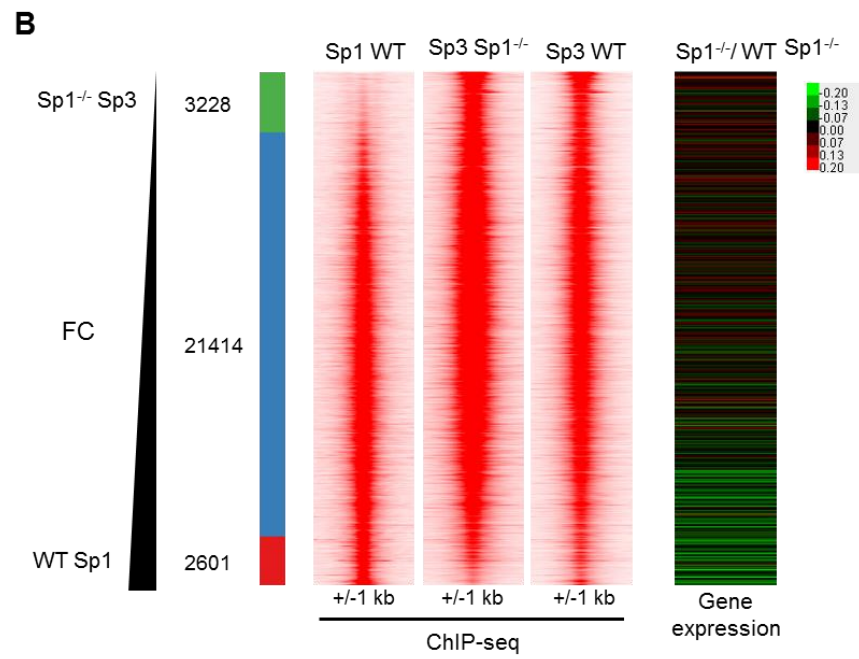 B
Sp1 WT
Sp3 Sp1-/-
Sp3 WT
Sp1-/-/ WT
Sp1-/-
Sp1-/- Sp3
3228
-0.20
-0.13
-0.07
0.00
0.07
0.13
0.20
FC
21414
WT Sp1
2601
+/-1 kb
+/-1 kb
+/-1 kb
ChIP-seq
Gene
expression